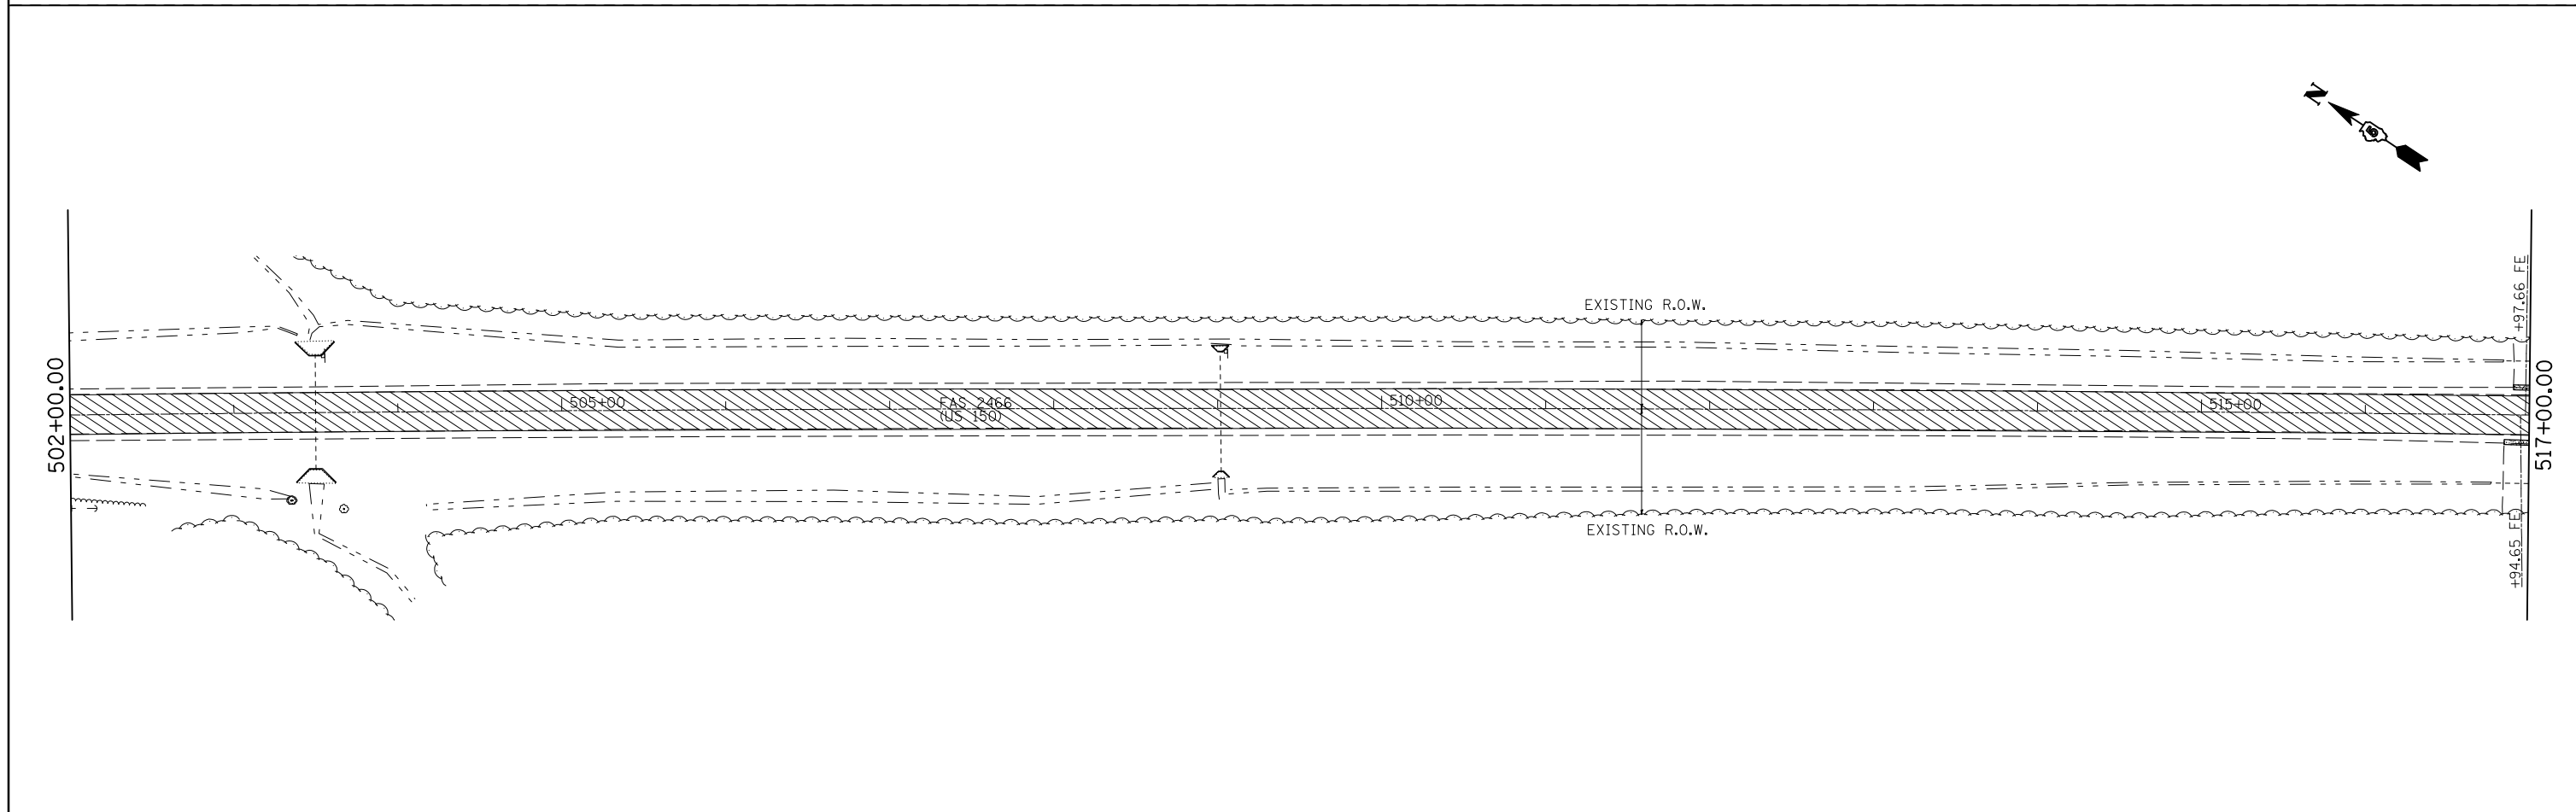 N
5
+97.66 FE
EXISTING R.O.W.
502+00.00
505+00
FAS 2466
(US 150)
510+00
515+00
517+00.00
EXISTING R.O.W.
+94.65 FE